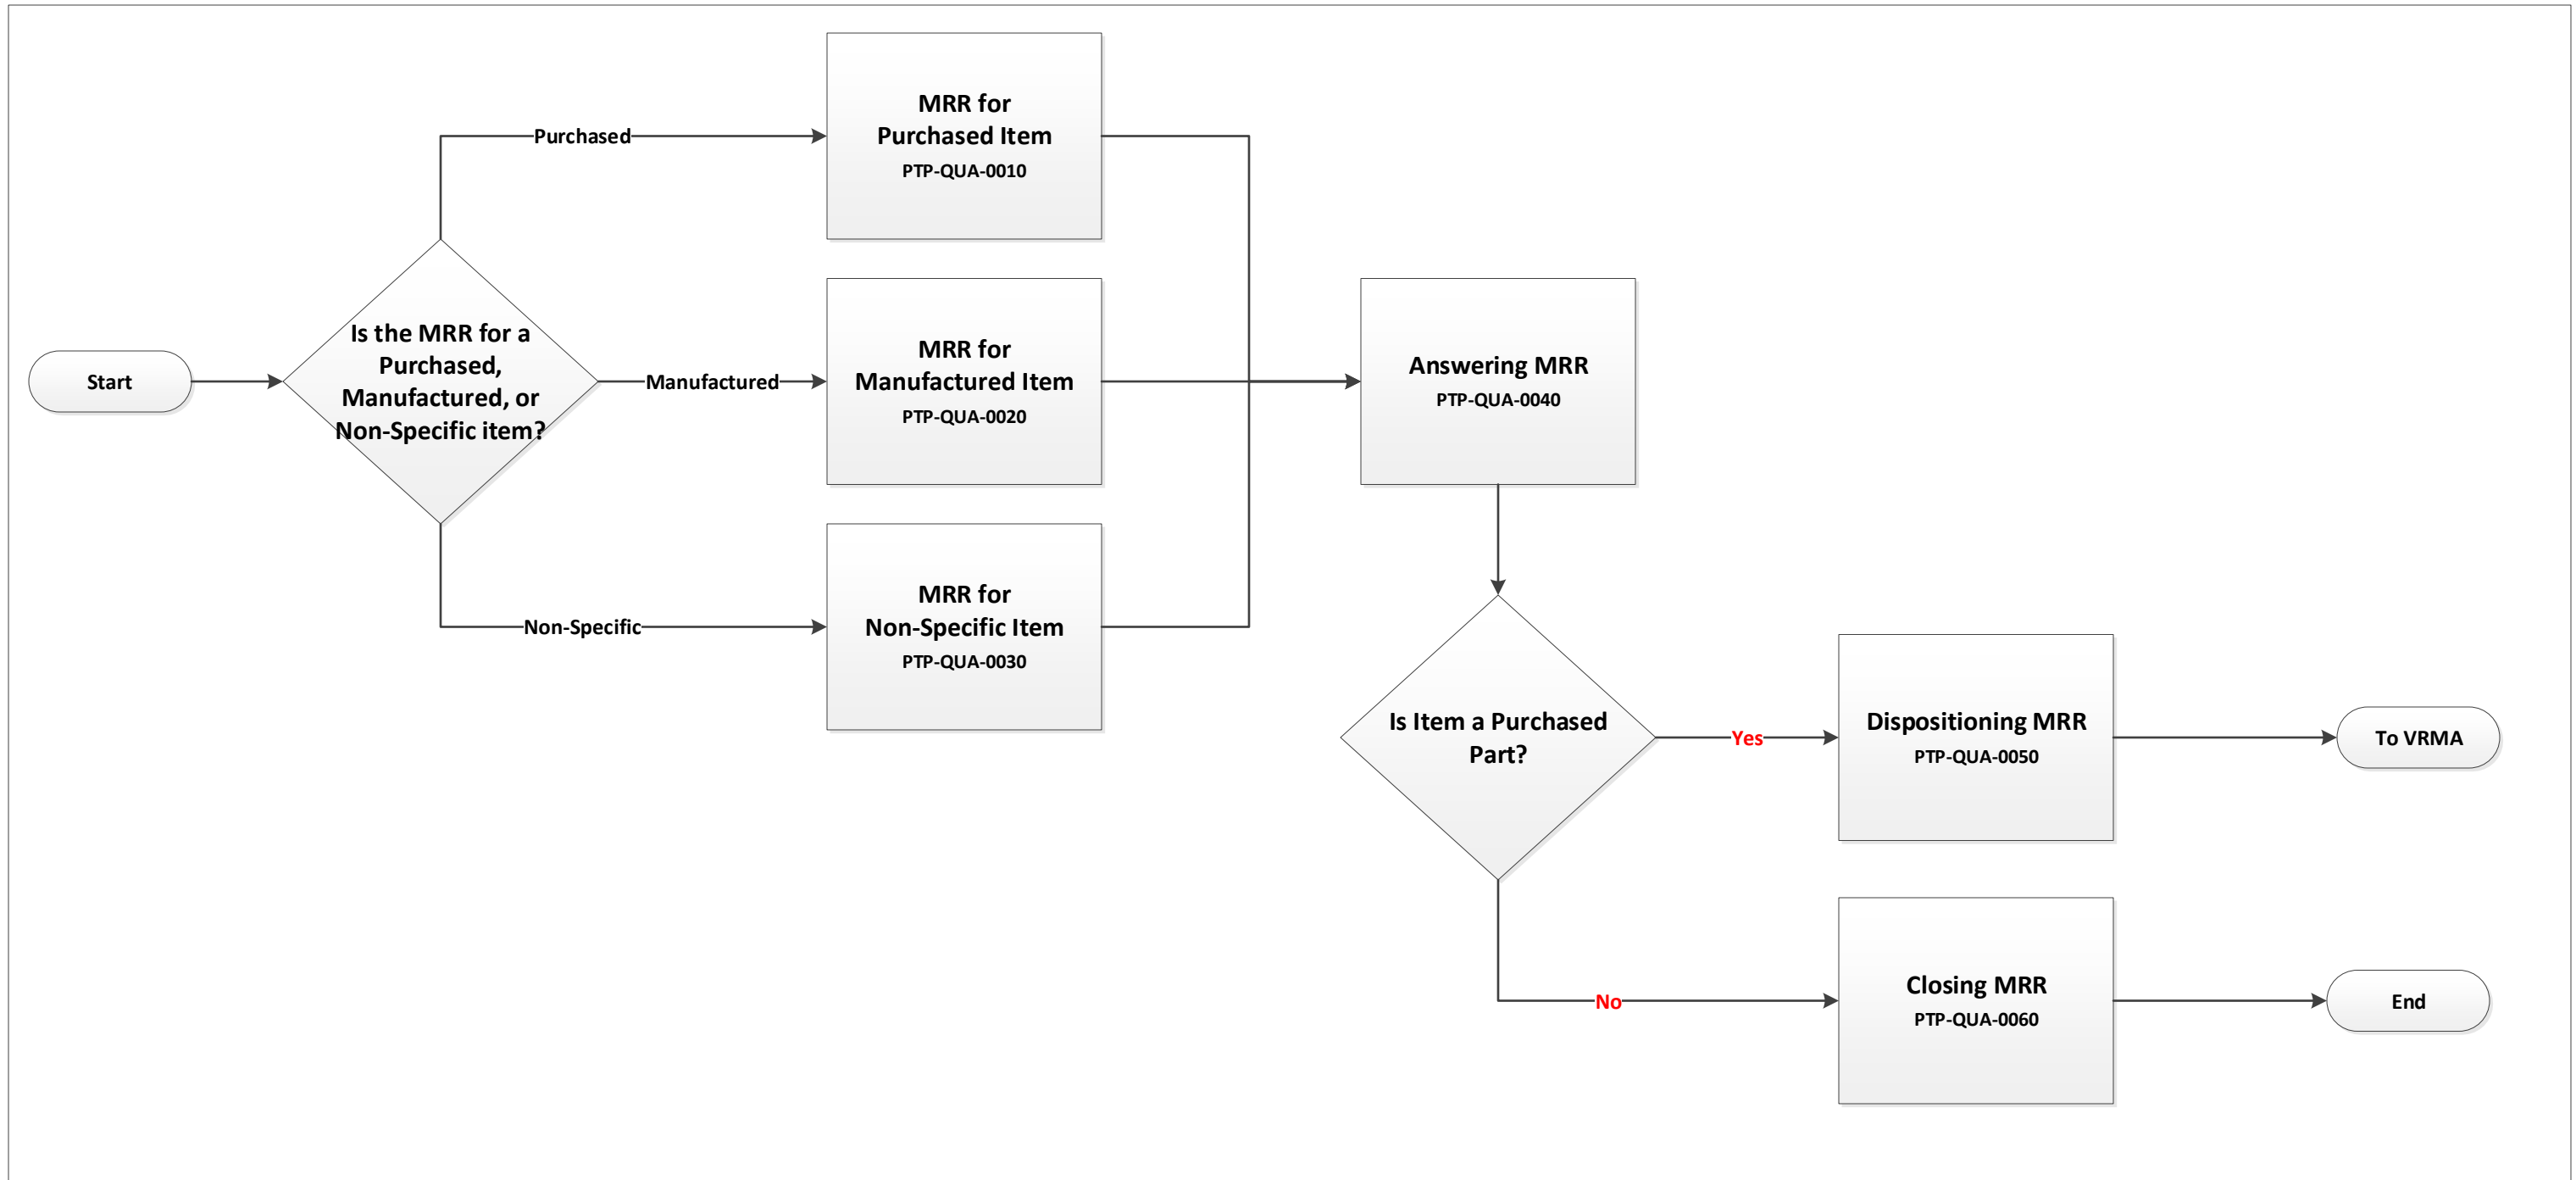 Start
Is the MRR for a
Purchased,
Manufactured, or
Non-Specific item?
Purchased
Manufactured
Non-Specific
MRR for
Purchased Item
PTP-QUA-0010
MRR for
Manufactured Item
PTP-QUA-0020
MRR for
Non-Specific Item
PTP-QUA-0030
Answering MRR
PTP-QUA-0040
Is Item a Purchased
Part?
Yes
Dispositioning MRR
PTP-QUA-0050
To VRMA
No
Closing MRR
PTP-QUA-0060
End